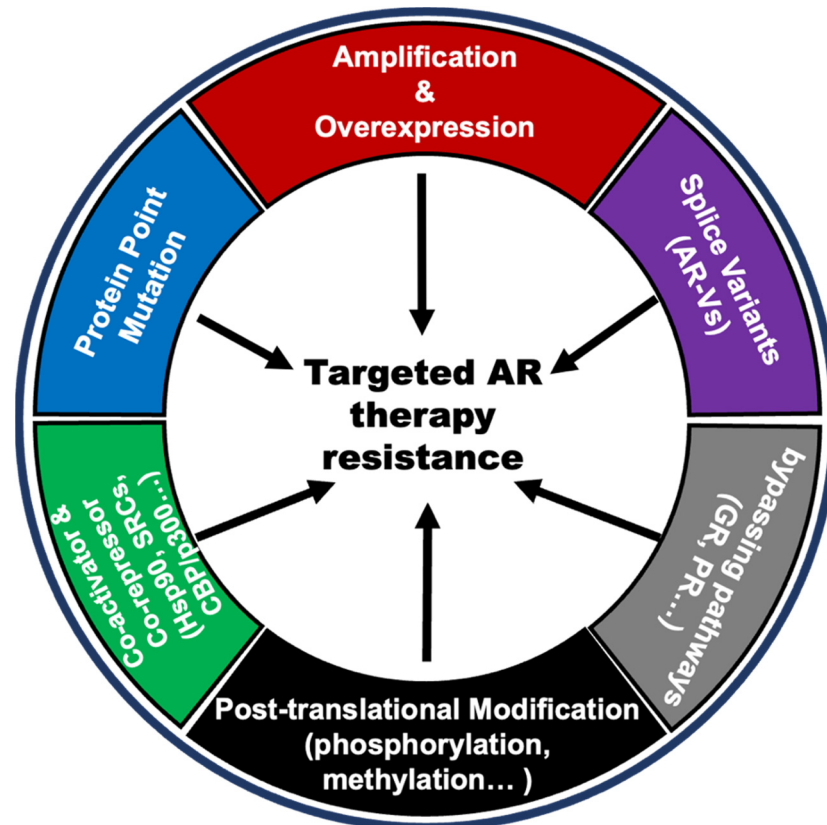 Amplification
&
Overexpression
Splice Variants
(AR-Vs)
bypassing pathways
(GR, PR...)
Post-translational Modification
(phosphorylation,
methylation... )
Co-activator &
Co-repressor
(Hsp90, SRCs,
CBP/p300...)
Protein Point
Mutation
Targeted AR
therapy
resistance